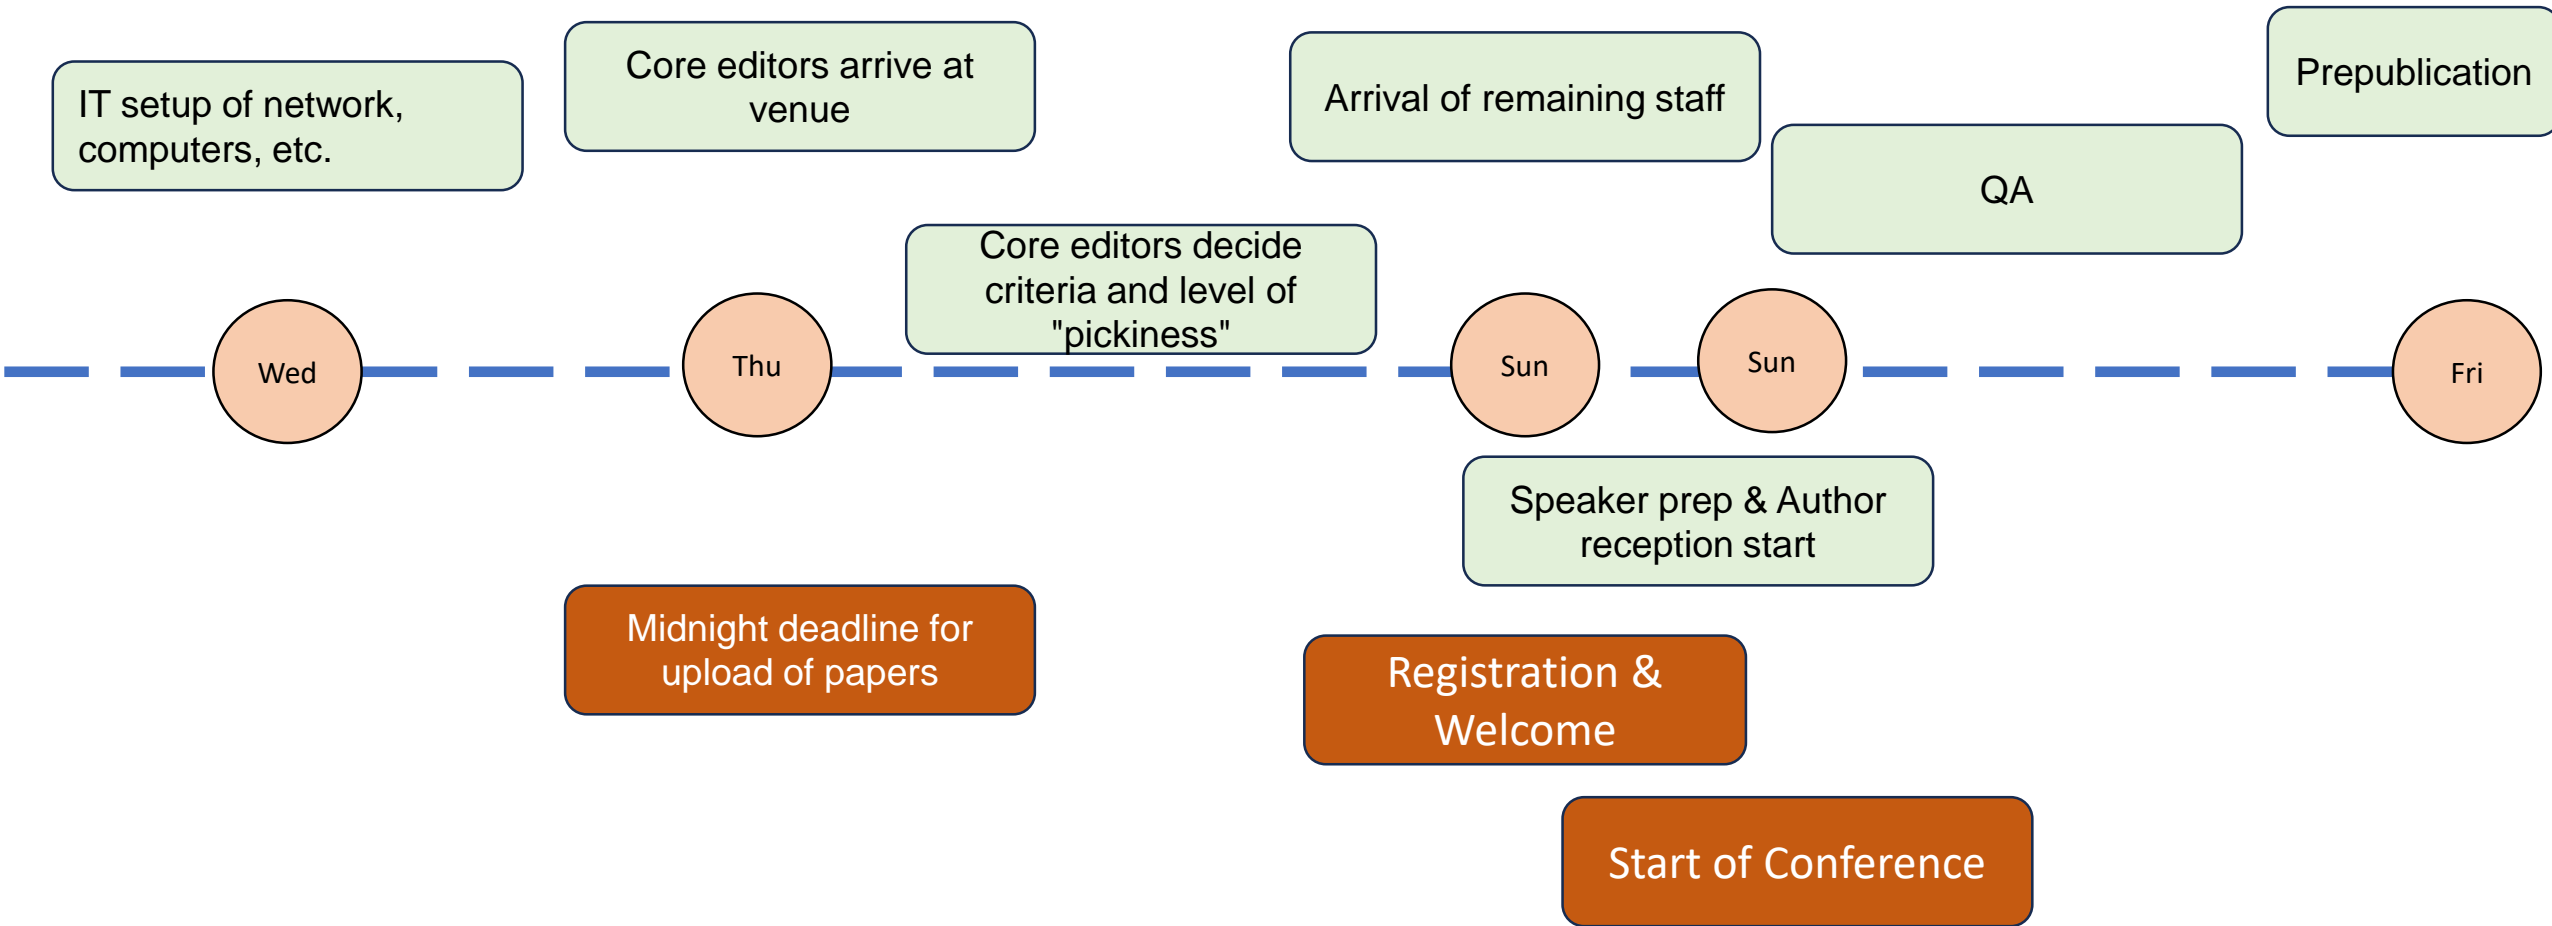 IT setup of network,
computers, etc.
Core editors arrive at
venue
Arrival of remaining staff
Prepublication
QA
Core editors decide
criteria and level of
"pickiness"
Wed
Thu
Sun
Sun
Fri
Speaker prep & Author
reception start
Midnight deadline for
upload of papers
Registration &
Welcome
Start of Conference